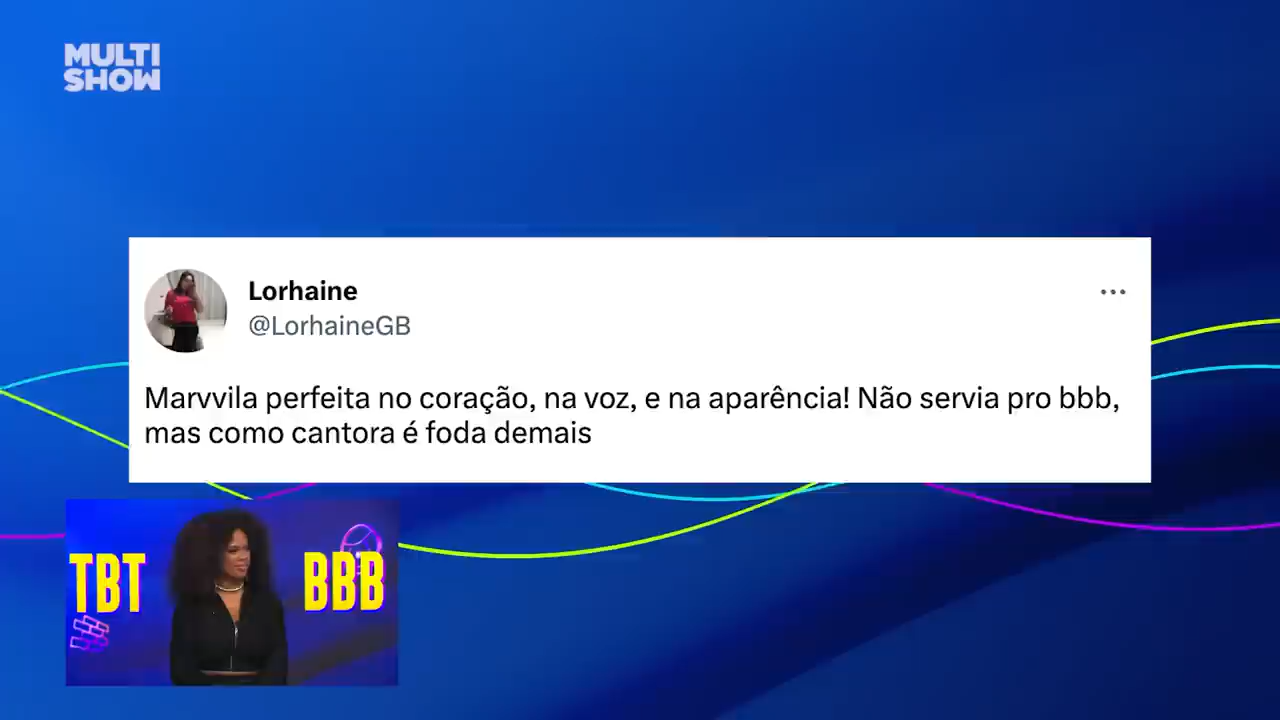 MULTI
SHOW
Lorhaine
@LorhaineGB
Marvvila perfeita no coração, na voz, e na aparência! Não servia pro bbb,
mas como cantora é foda demais
TBT BBB